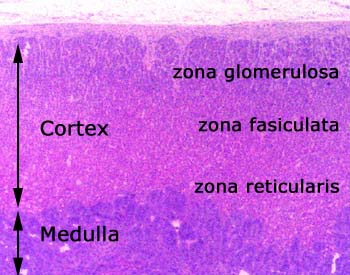 zona glomerulosa
Cortex
zona fasiculata
zona reticularis
Medulla